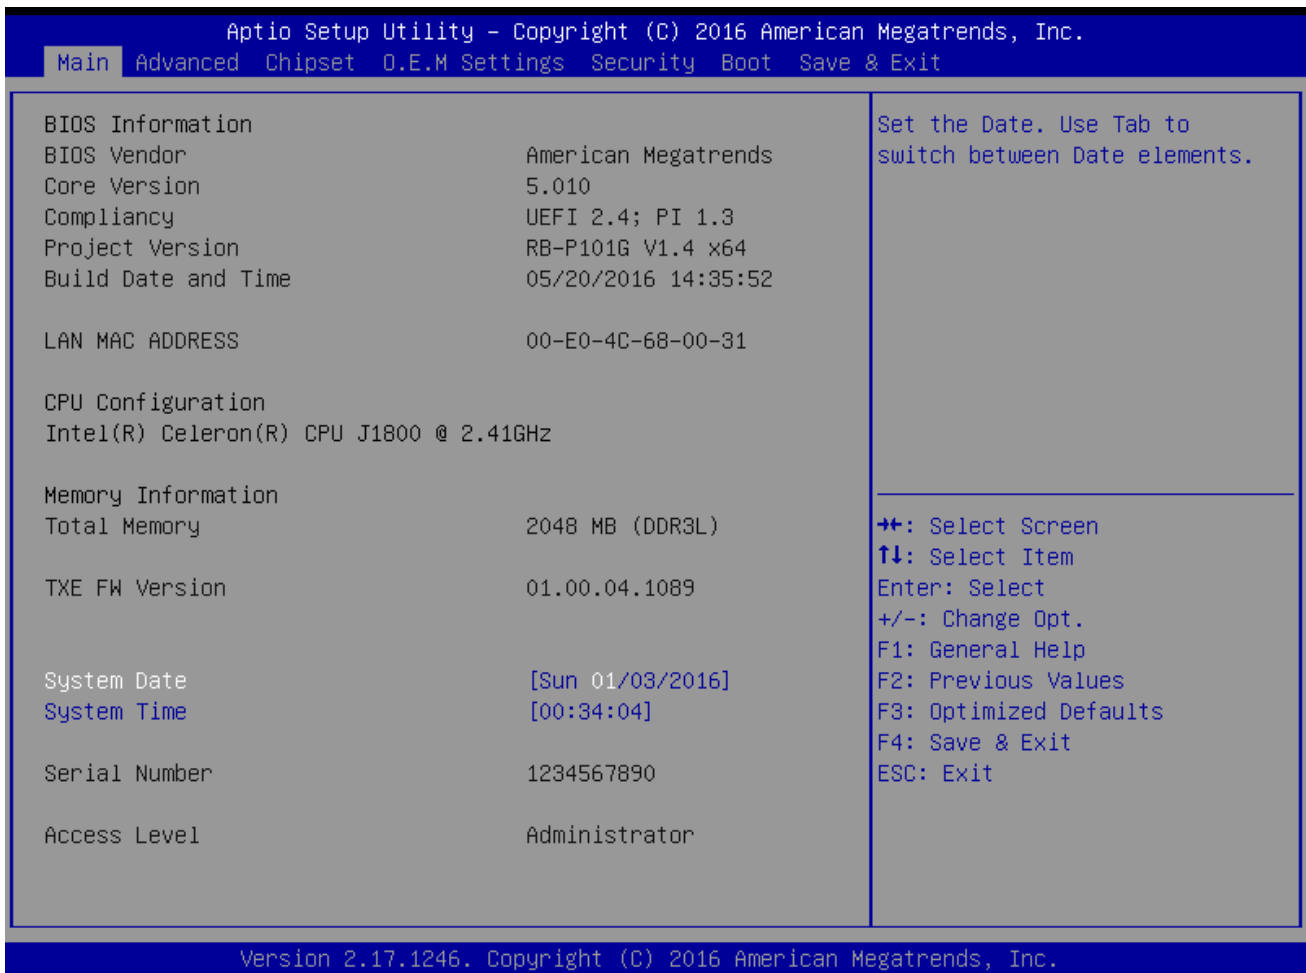 Aptio Setup Utility – Copyright (C) 2016 American Megatrends, Inc.
Main Advanced Chipset O.E.M Settings Security Boot Save & Exit
BIOS Information
BIOS Vendor American Megatrends
Core Version 5.010
Compliancy UEFI 2.4; PI 1.3
Project Version RB-P101G V1.4 x64
Build Date and Time 05/20/2016 14:35:52
LAN MAC ADDRESS 00-E0-4C-68-00-31
CPU Configuration
Intel(R) Celeron(R) CPU J1800 @ 2.41GHz
Memory Information
Total Memory 2048 MB (DDR3L)
TXE FW Version 01.00.04.1089
System Date [Sun 01/03/2016]
System Time [00:34:04]
Serial Number 1234567890
Access Level Administrator
Set the Date. Use Tab to
switch between Date elements.
→←: Select Screen
↑↓: Select Item
Enter: Select
+/-: Change Opt.
F1: General Help
F2: Previous Values
F3: Optimized Defaults
F4: Save & Exit
ESC: Exit
Version 2.17.1246. Copyright (C) 2016 American Megatrends, Inc.